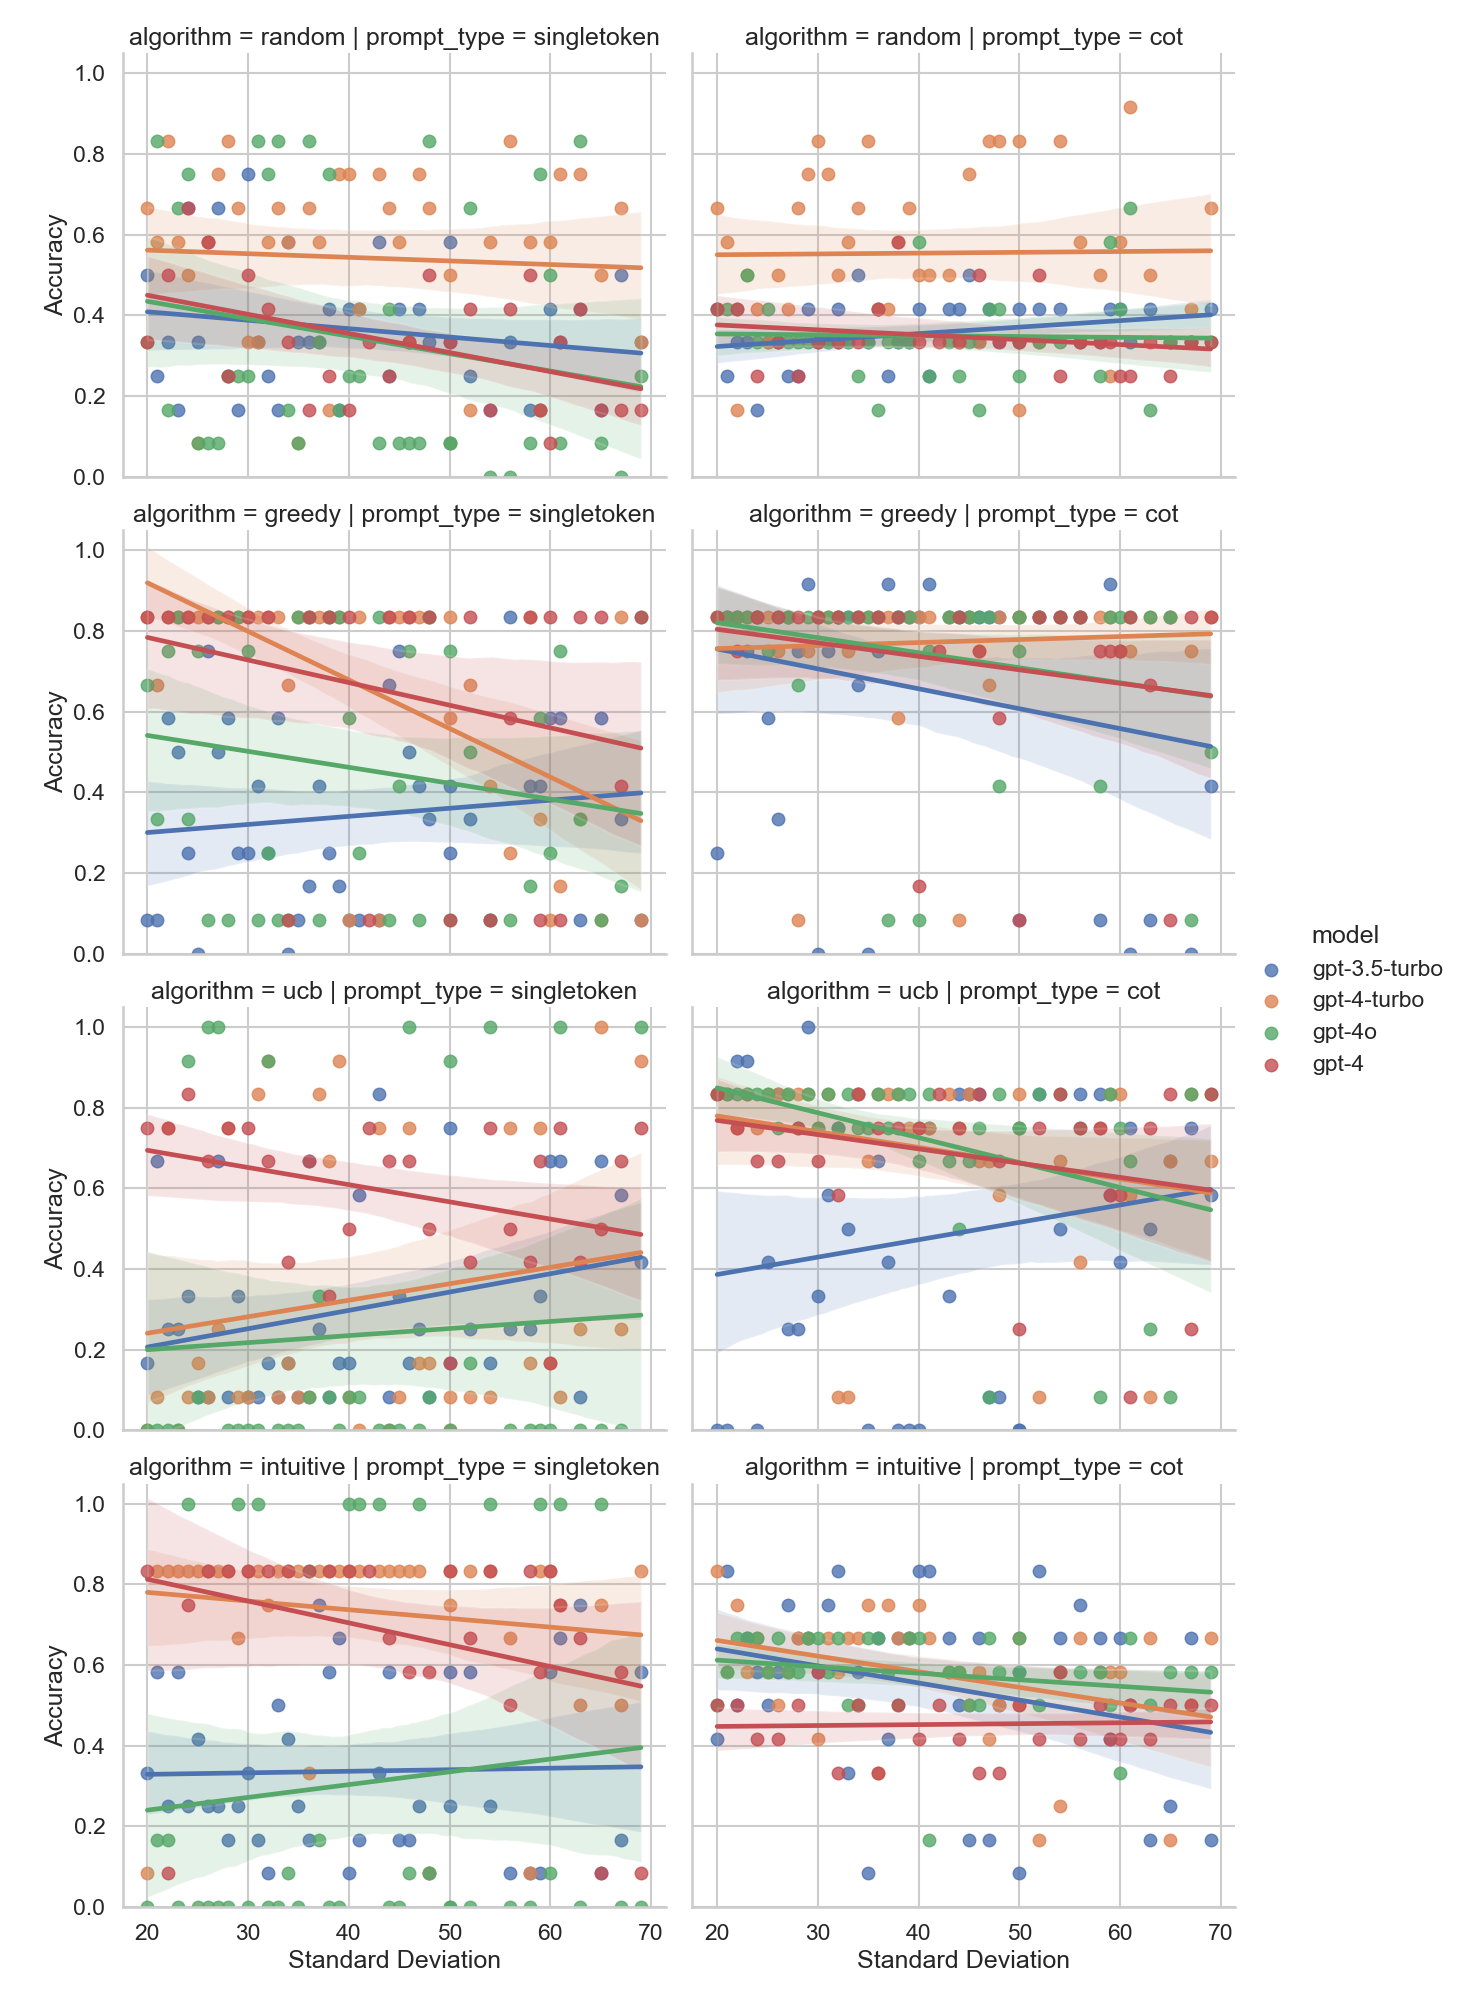 algorithm = random | prompt_type = singletoken
algorithm = random | prompt_type = cot
1.0
0.8
0.6
0.4
0.2
0.0
Accuracy
algorithm = greedy | prompt_type = singletoken
algorithm = greedy | prompt_type = cot
1.0
0.8
0.6
0.4
0.2
0.0
Accuracy
model
gpt-3.5-turbo
gpt-4-turbo
gpt-4o
gpt-4
algorithm = ucb | prompt_type = singletoken
algorithm = ucb | prompt_type = cot
1.0
0.8
0.6
0.4
0.2
0.0
Accuracy
algorithm = intuitive | prompt_type = singletoken
algorithm = intuitive | prompt_type = cot
1.0
0.8
0.6
0.4
0.2
0.0
Accuracy
20 30 40 50 60 70
Standard Deviation
20 30 40 50 60 70
Standard Deviation